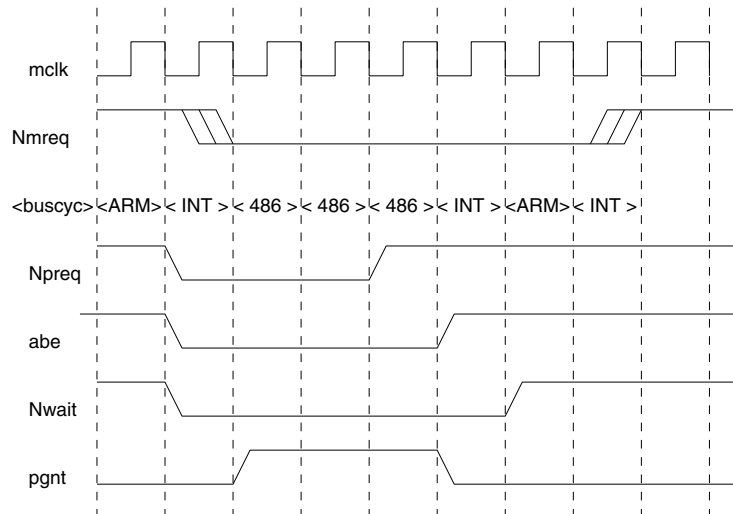 mclk
Nmreq
<buscyc><ARM>< INT >< 486 >< 486 >< 486 >< INT ><ARM>< INT >
Npreq
abe
Nwait
pgnt